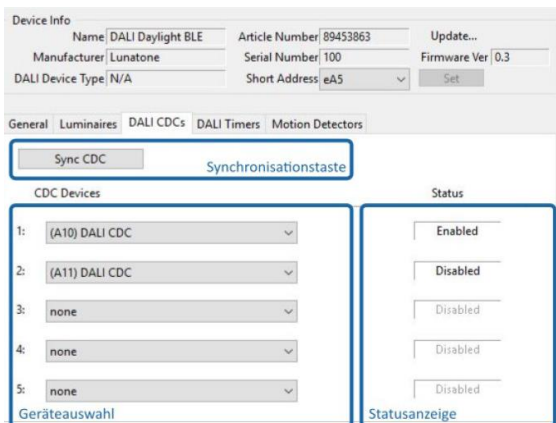 Device Info
Name DALI Daylight BLE Article Number 89453863 Update...
Manufacturer Lunatone Serial Number 100 Firmware Ver 0.3
DALI Device Type N/A Short Address eA5 Set
General Luminaires DALI CDCs DALI Timers Motion Detectors
Sync CDC Synchronisationstaste
CDC Devices Status
1: (A10) DALI CDC Enabled
2: (A11) DALI CDC Disabled
3: none Disabled
4: none Disabled
5: none Disabled
Geräteauswahl Statusanzeige